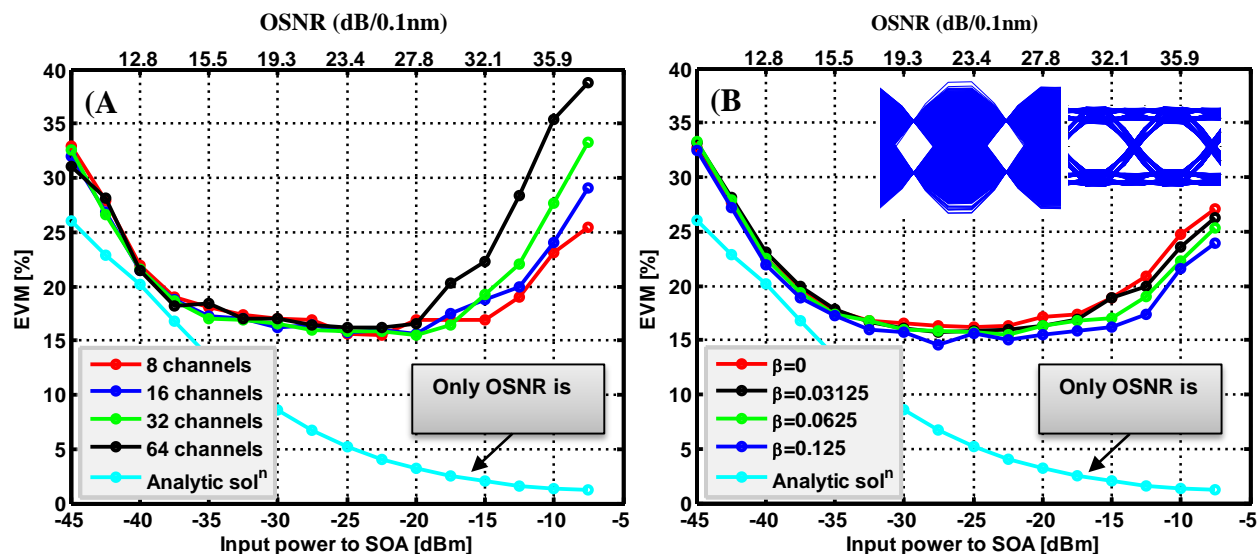 OSNR (dB/0.1nm)
12.8 15.5 19.3 23.4 27.8 32.1 35.9
(A
EVM [%]
40
35
30
25
20
15
10
5
0
8 channels
16 channels
32 channels
64 channels
Analytic solⁿ
Only OSNR is
-45 -40 -35 -30 -25 -20 -15 -10 -5
Input power to SOA [dBm]
OSNR (dB/0.1nm)
12.8 15.5 19.3 23.4 27.8 32.1 35.9
(B
EVM [%]
40
35
30
25
20
15
10
5
0
β=0
β=0.03125
β=0.0625
β=0.125
Analytic solⁿ
Only OSNR is
-45 -40 -35 -30 -25 -20 -15 -10 -5
Input power to SOA [dBm]